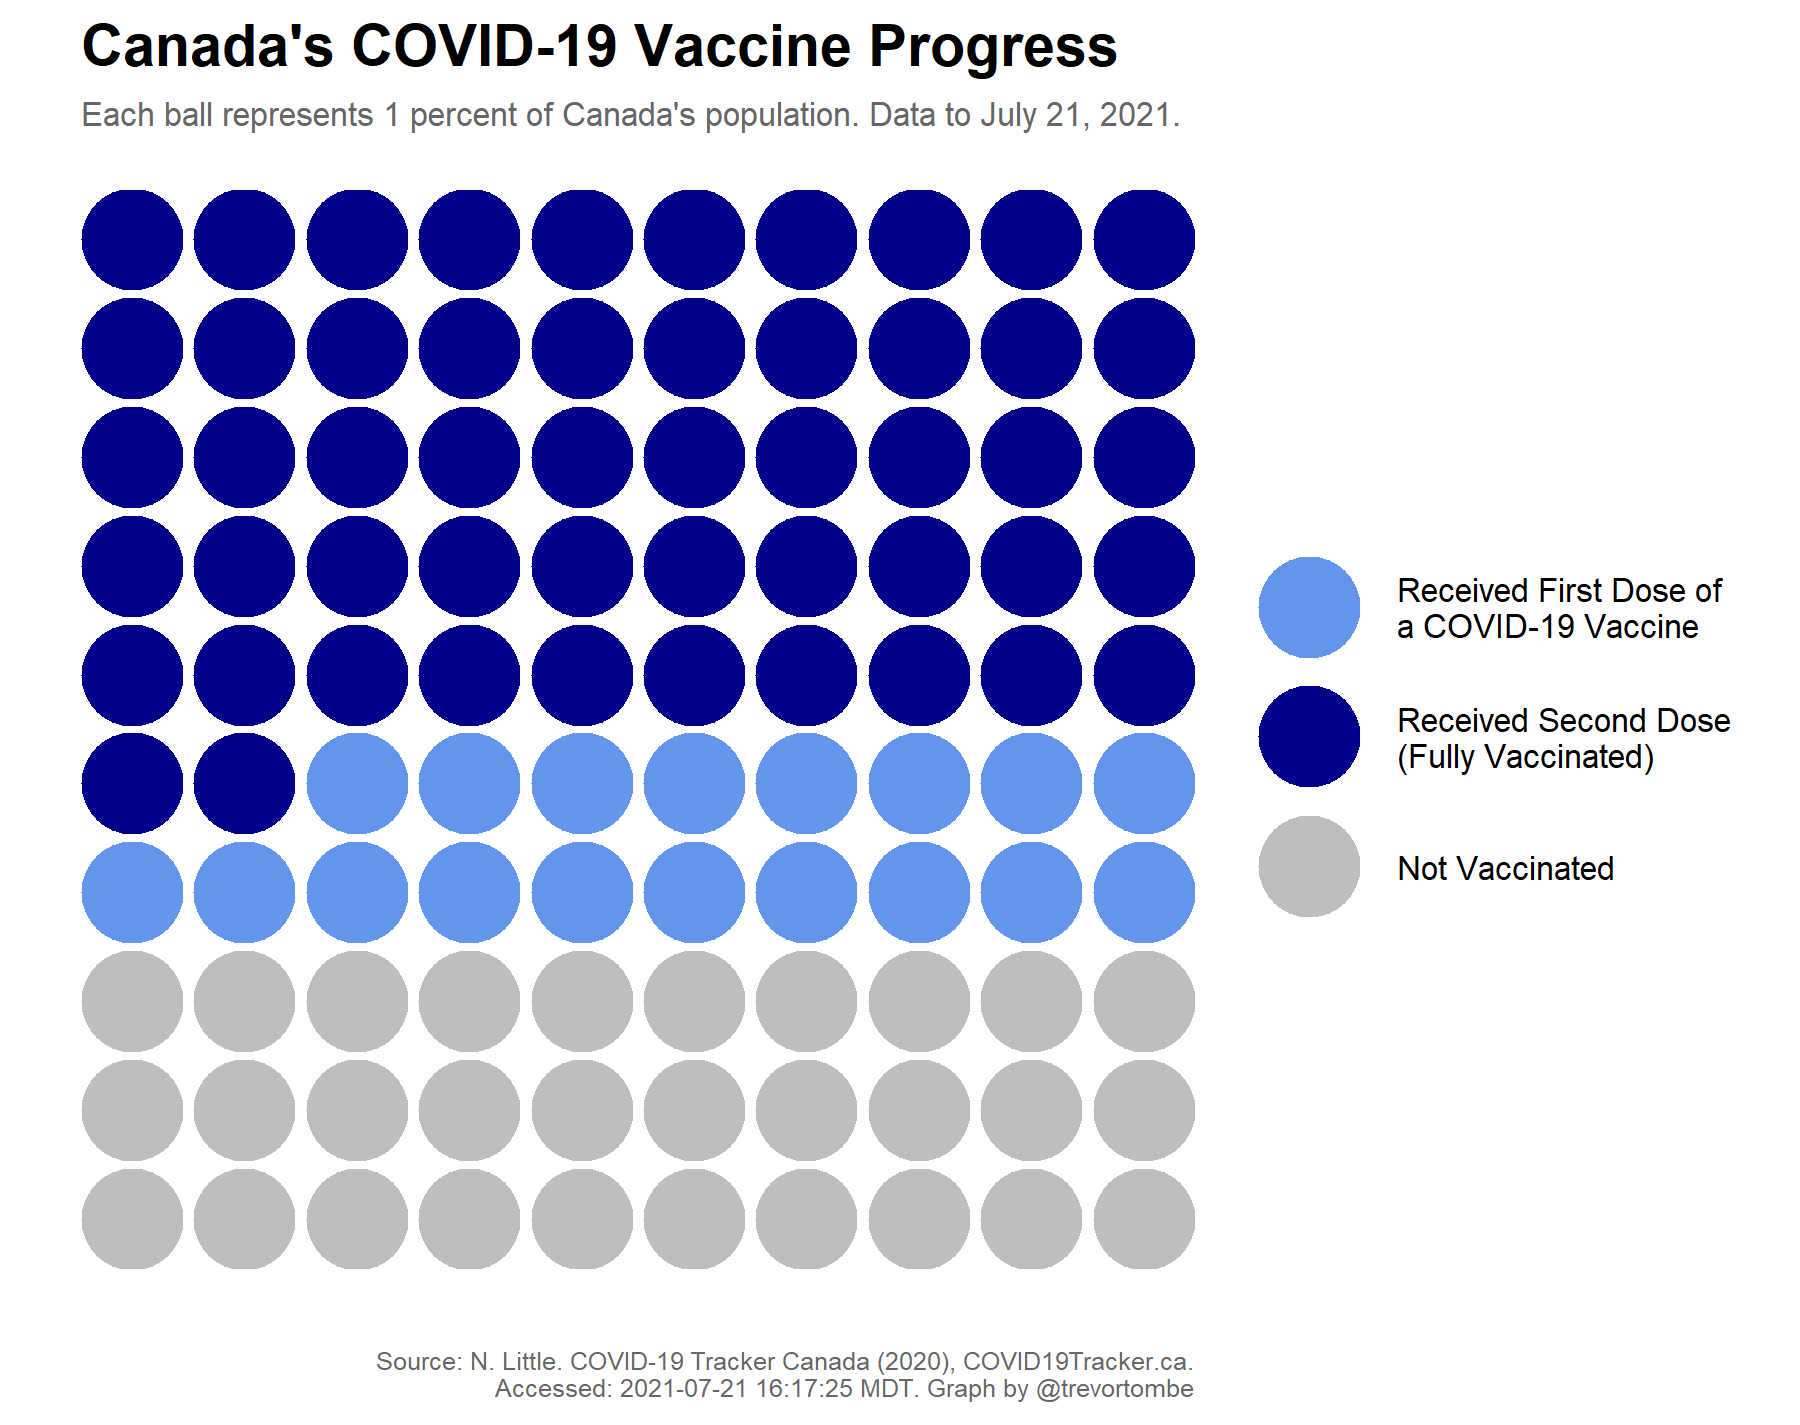 Canada's COVID-19 Vaccine Progress
Each ball represents 1 percent of Canada's population. Data to July 21, 2021.
Received First Dose of
a COVID-19 Vaccine
Received Second Dose
(Fully Vaccinated)
Not Vaccinated
Source: N. Little. COVID-19 Tracker Canada (2020), COVID19Tracker.ca.
Accessed: 2021-07-21 16:17:25 MDT. Graph by @trevortombe